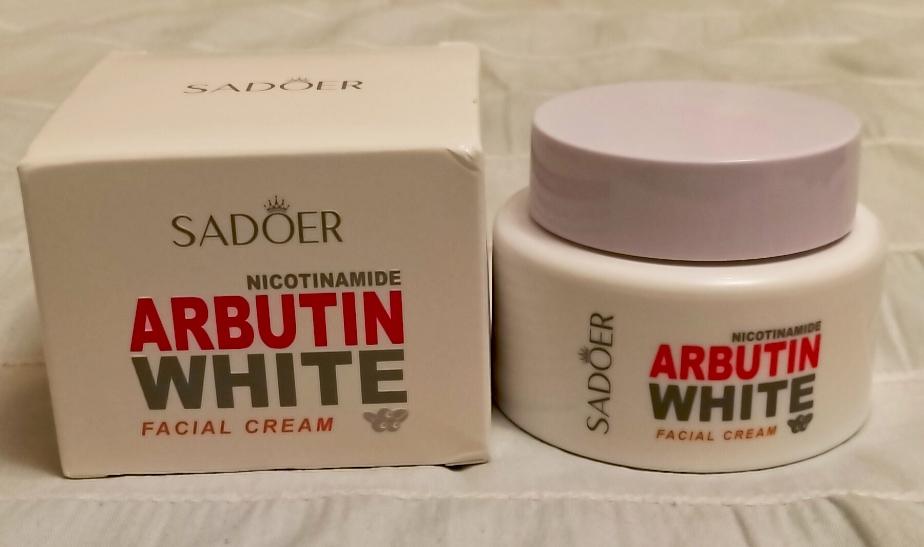 SADOER
SADOER
NICOTINAMIDE
ARBUTIN
WHITE
FACIAL CREAM
SADOER
NICOTINAMIDE
ARBUTIN
WHITE
FACIAL CREAM